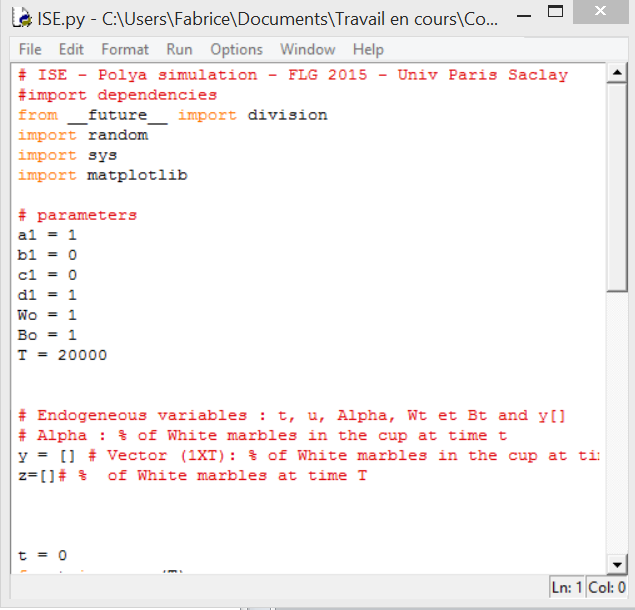 ISE.py - C:\Users\Fabrice\Documents\Travail en cours\Co...
File Edit Format Run Options Window Help
# ISE - Polya simulation - FLG 2015 - Univ Paris Saclay
#import dependencies
from __future__ import division
import random
import sys
import matplotlib
# parameters
a1 = 1
b1 = 0
c1 = 0
d1 = 1
Wo = 1
Bo = 1
T = 20000
# Endogeneous variables : t, u, Alpha, Wt et Bt and y[]
# Alpha : % of White marbles in the cup at time t
y = [] # Vector (1XT): % of White marbles in the cup at
z=[]# %  of White marbles at time T
t = 0
Ln: 1 Col: 0